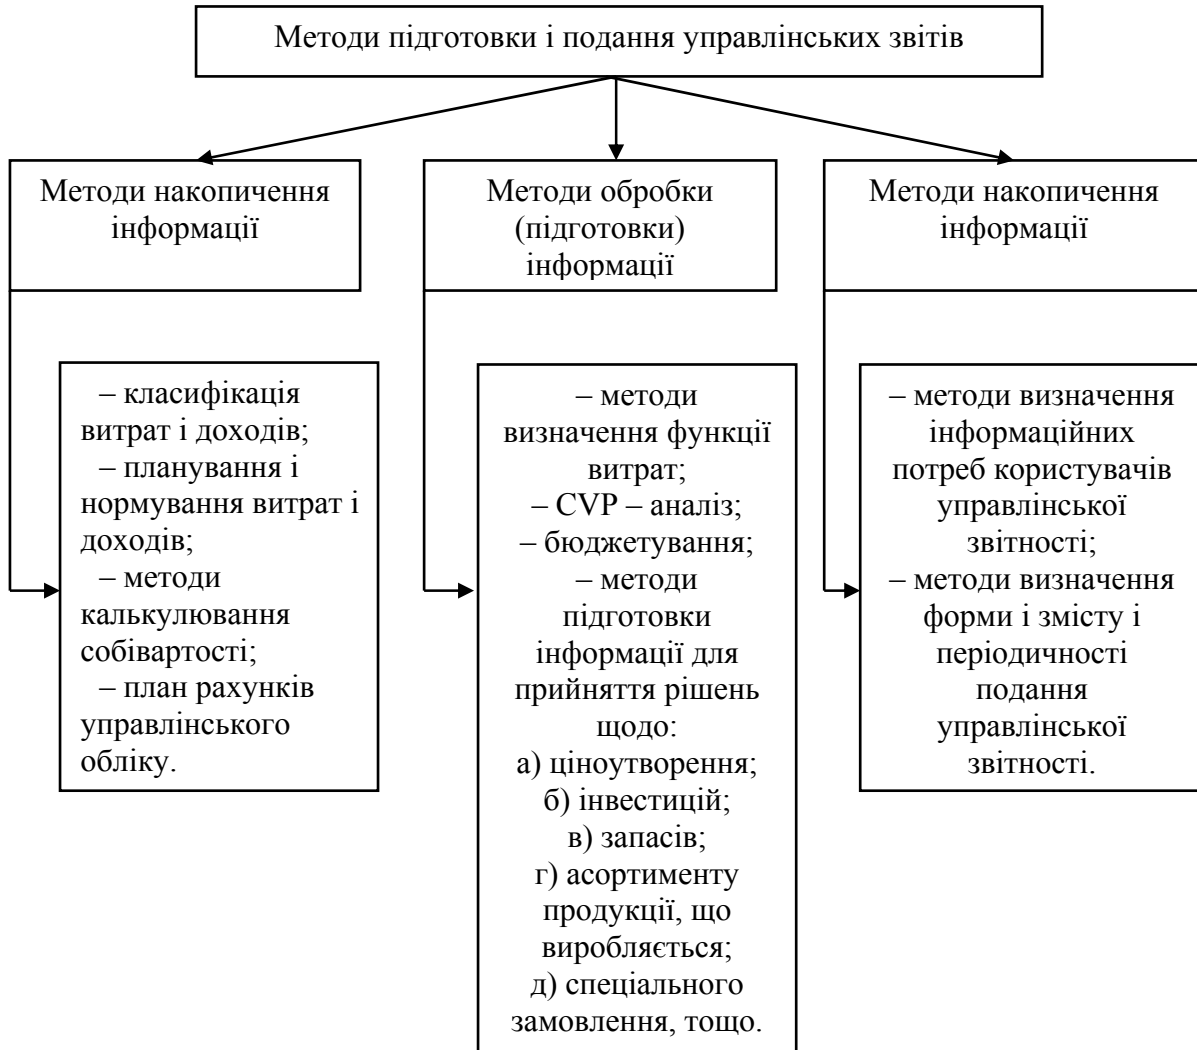 Методи підготовки і подання управлінських звітів
Методи накопичення
інформації
Методи обробки
(підготовки)
інформації
Методи накопичення
інформації
– класифікація
витрат і доходів;
– планування і
нормування витрат і
доходів;
– методи
калькулювання
собівартості;
– план рахунків
управлінського
обліку.
– методи
визначення функції
витрат;
– CVP – аналіз;
– бюджетування;
– методи
підготовки
інформації для
прийняття рішень
щодо:
а) ціноутворення;
б) інвестицій;
в) запасів;
г) асортименту
продукції, що
виробляється;
д) спеціального
замовлення, тощо.
– методи визначення
інформаційних
потреб користувачів
управлінської
звітності;
– методи визначення
форми і змісту і
періодичності
подання
управлінської
звітності.